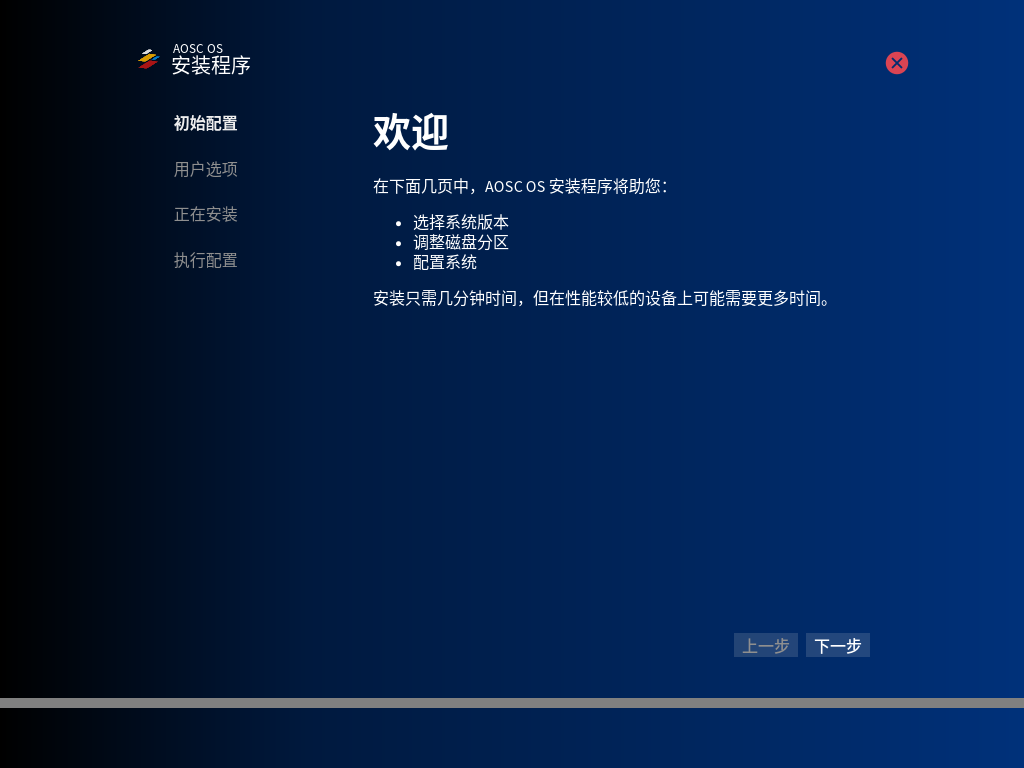 AOSC OS
安装程序
初始配置
用户选项
正在安装
执行配置
欢迎
在下面几页中，AOSC OS 安装程序将助您：
• 选择系统版本
• 调整磁盘分区
• 配置系统
安装只需几分钟时间，但在性能较低的设备上可能需要更多时间。
上一步 下一步